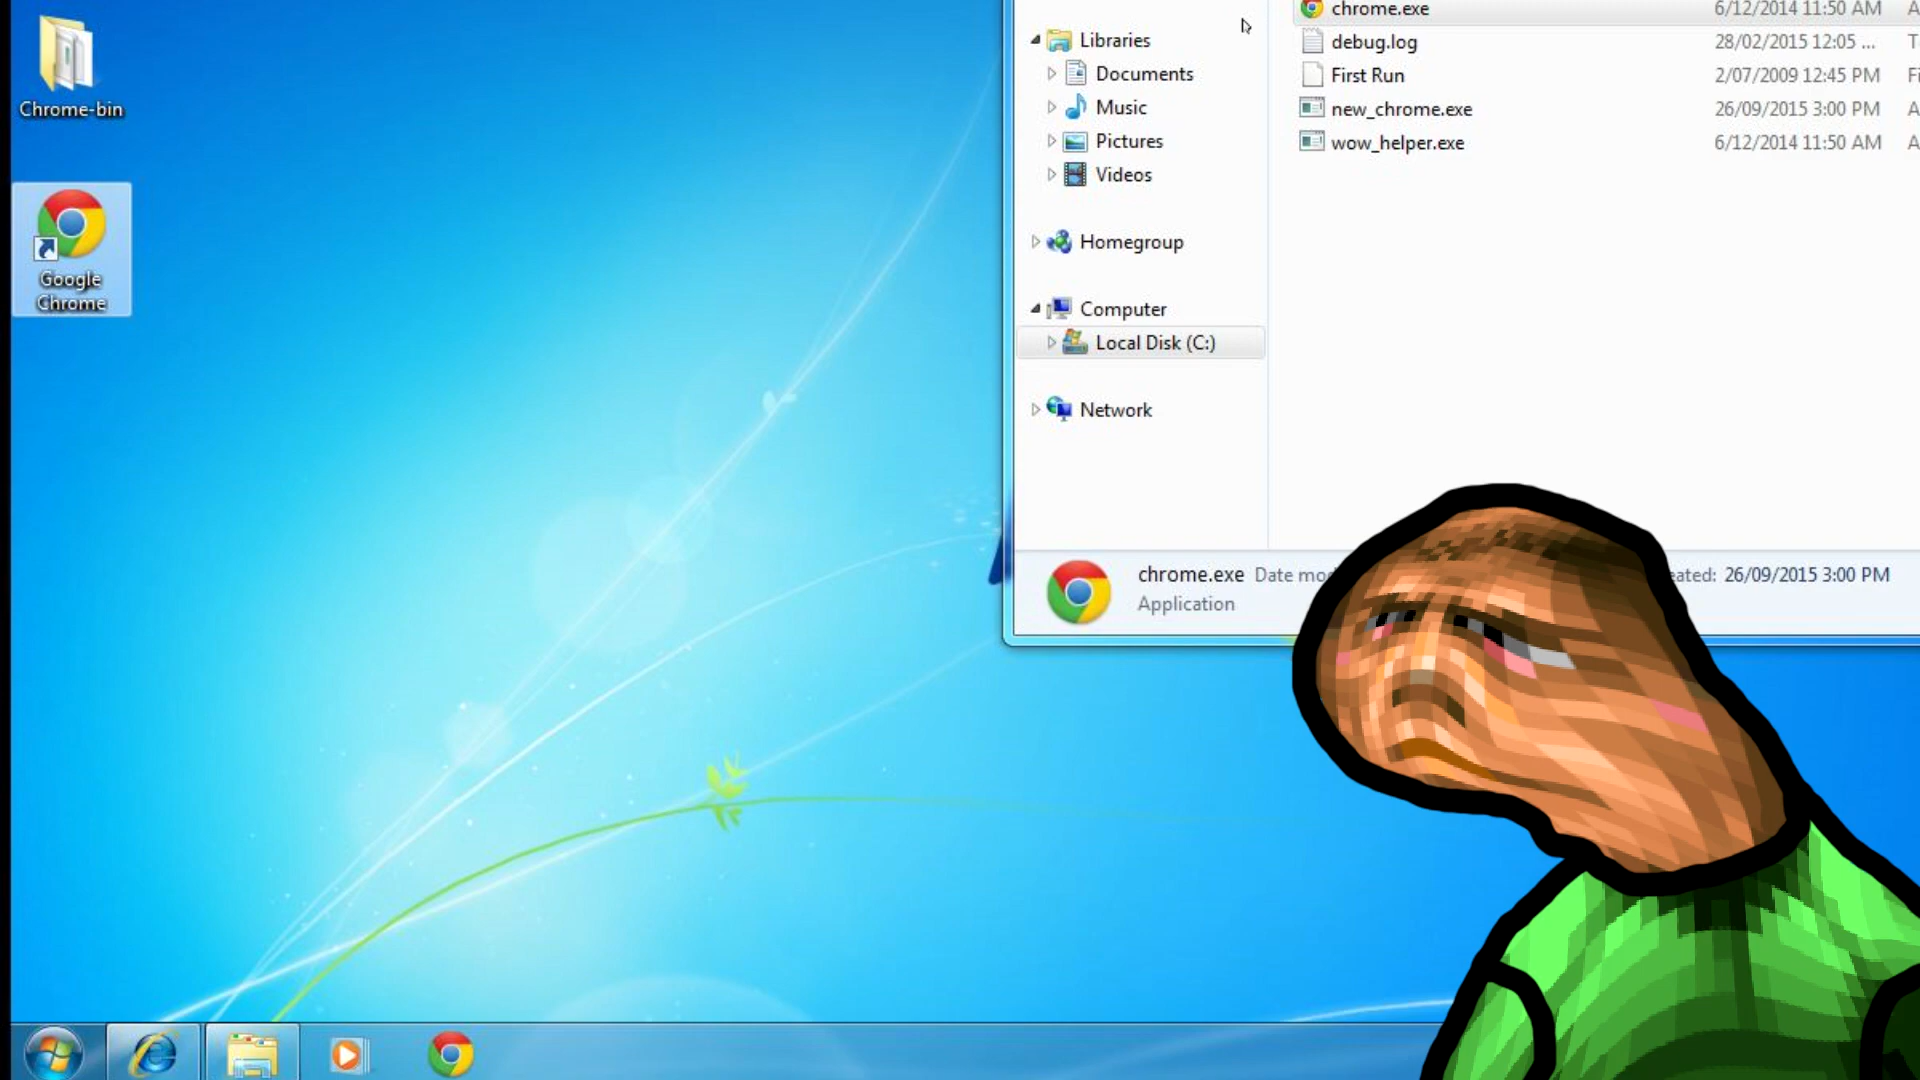 Chrome-bin
Google
Chrome
Libraries
Documents
Music
Pictures
Videos
Homegroup
Computer
Local Disk (C:)
Network
chrome.exe 6/12/2014 11:50 AM A
debug.log 28/02/2015 12:05 ... T
First Run 2/07/2009 12:45 PM Fi
new_chrome.exe 26/09/2015 3:00 PM A
wow_helper.exe 6/12/2014 11:50 AM A
chrome.exe Date mod eated: 26/09/2015 3:00 PM
Application